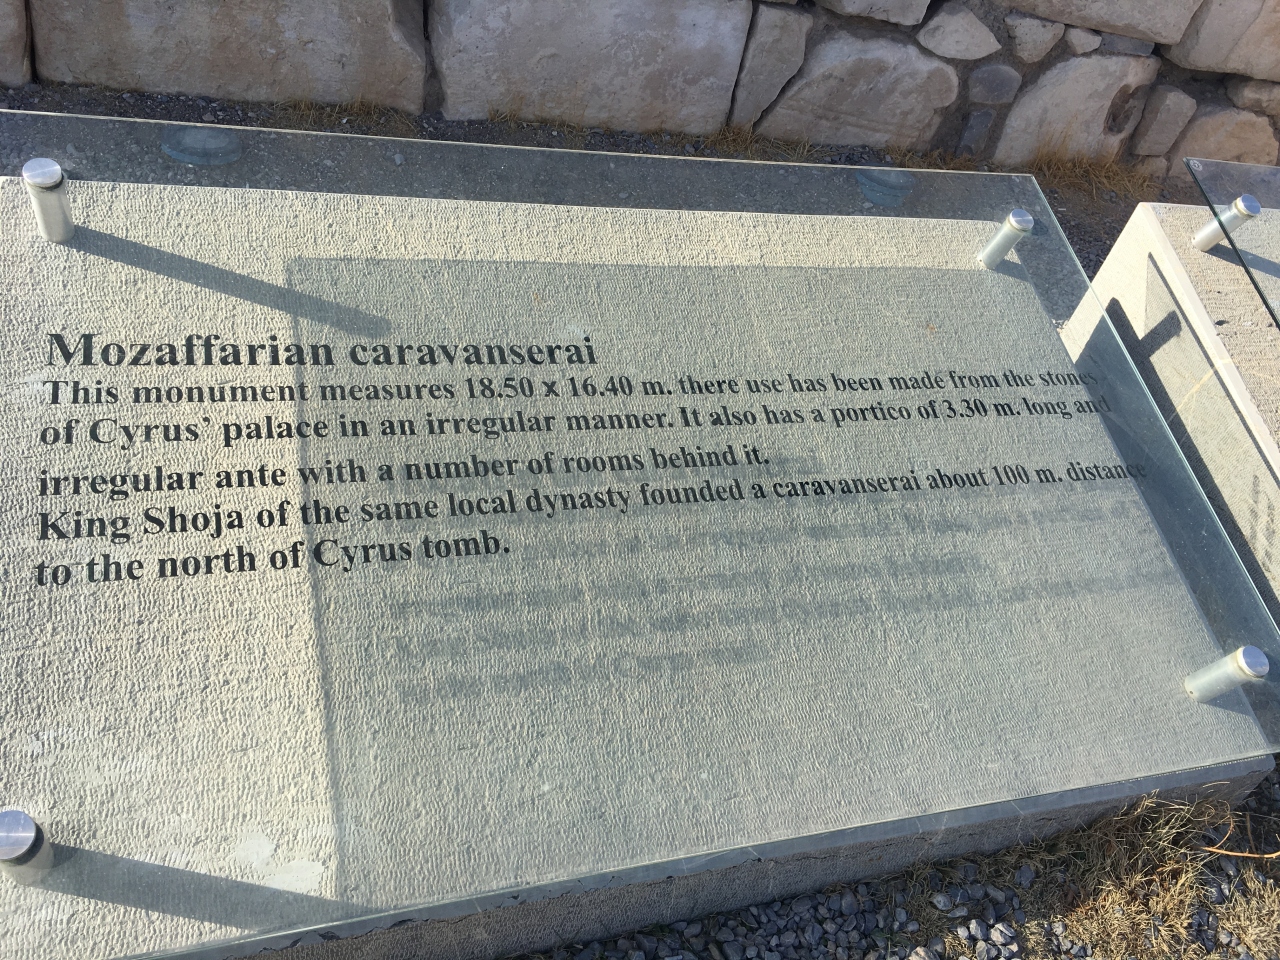 Mozaffarian caravanserai
This monument measures 18.50 x 16.40 m. there use has been made from the stones
of Cyrus' palace in an irregular manner. It also has a portico of 3.30 m. long and
irregular ante with a number of rooms behind it.
King Shoja of the same local dynasty founded a caravanserai about 100 m. distance
to the north of Cyrus tomb.